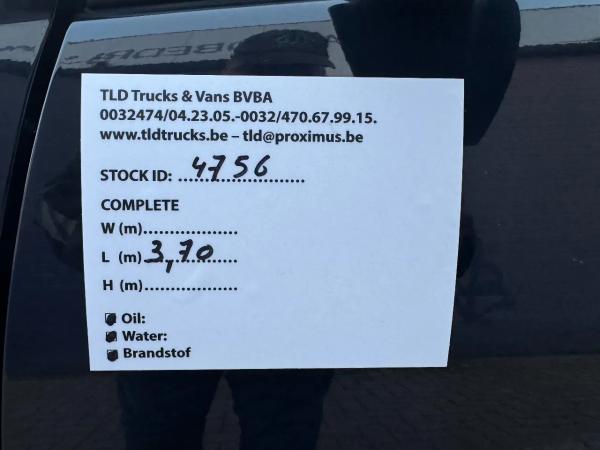 TLD Trucks & Vans BVBA
0032474/04.23.05.-0032/470.67.99.15.
www.tldtrucks.be – tld@proximus.be
STOCK ID: 4756
COMPLETE
W (m)
L (m) 3,70
H (m)
Oil:
Water:
Brandstof